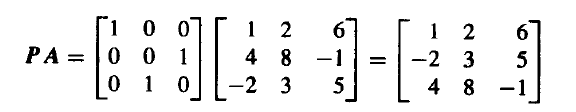 PA = [1 0 0] [1 2 6] = [1 2 6]
[0 0 1] [4 8 -1] [-2 3 5]
[0 1 0] [-2 3 5] [4 8 -1]